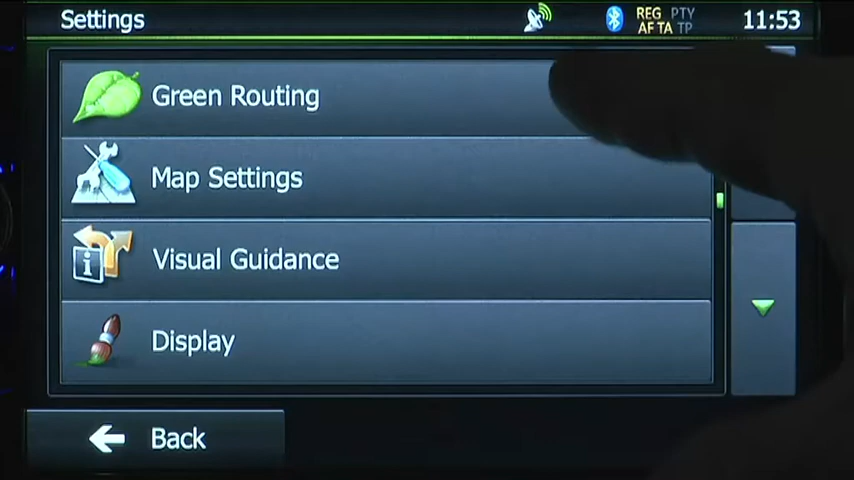 Settings
REG PTY
AF TA TP
11:53
Green Routing
Map Settings
i
Visual Guidance
Display
Back